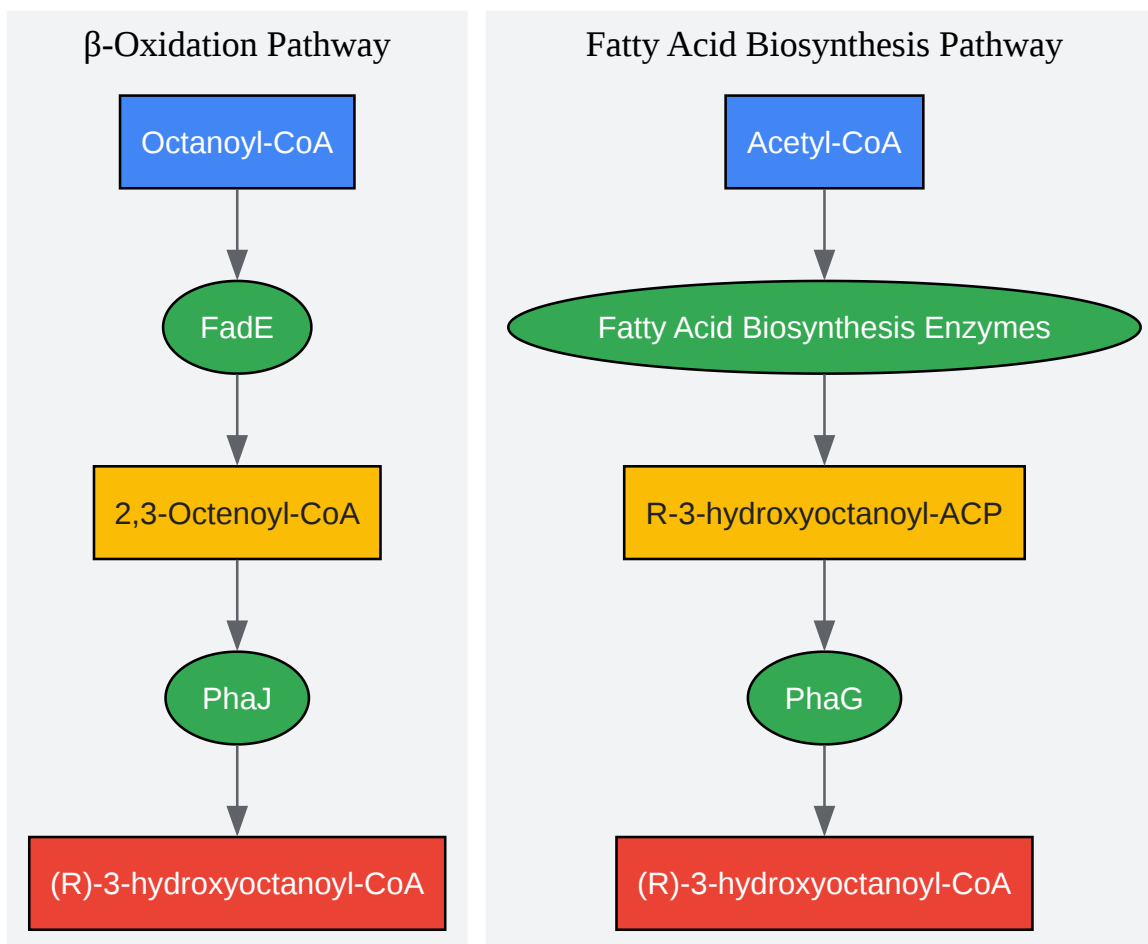 β-Oxidation Pathway
Octanoyl-CoA
FadE
2,3-Octenoyl-CoA
PhaJ
(R)-3-hydroxyoctanoyl-CoA
Fatty Acid Biosynthesis Pathway
Acetyl-CoA
Fatty Acid Biosynthesis Enzymes
R-3-hydroxyoctanoyl-ACP
PhaG
(R)-3-hydroxyoctanoyl-CoA